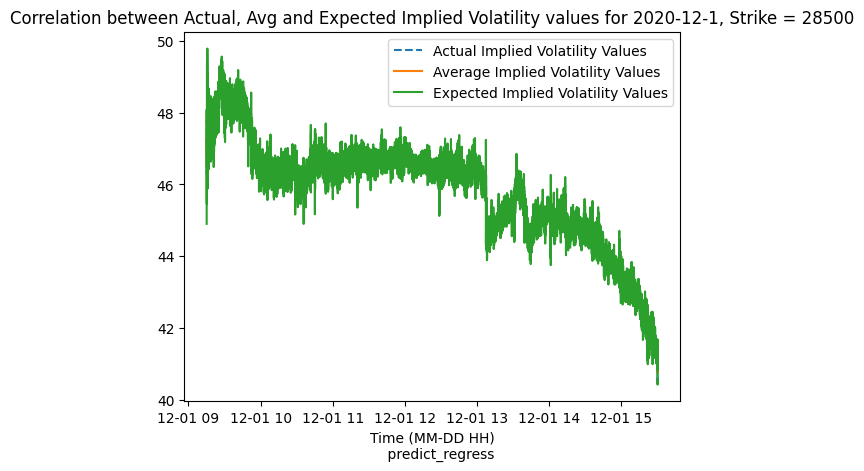 Correlation between Actual, Avg and Expected Implied Volatility values for 2020-12-1, Strike = 28500
Actual Implied Volatility Values
Average Implied Volatility Values
Expected Implied Volatility Values
50
48
46
44
42
40
12-01 09 12-01 10 12-01 11 12-01 12 12-01 13 12-01 14 12-01 15
Time (MM-DD HH)
predict_regress